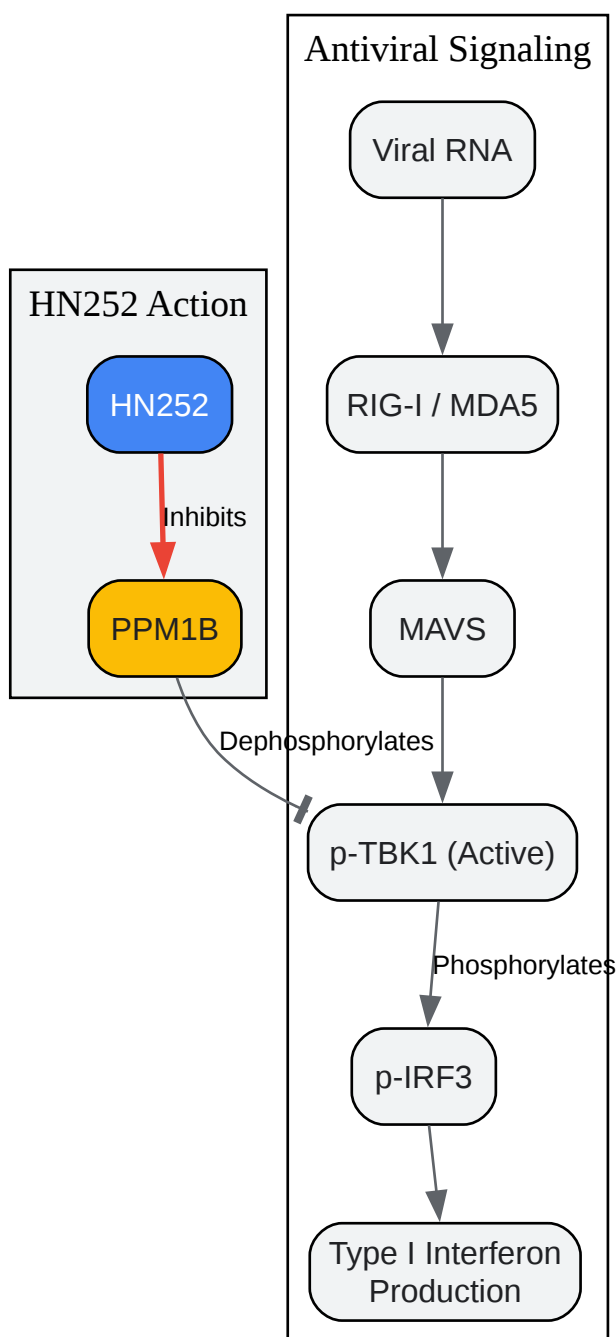 Antiviral Signaling
Viral RNA
HN252 Action
HN252
RIG-I / MDA5
Inhibits
PPM1B
MAVS
Dephosphorylates
p-TBK1 (Active)
Phosphorylates
p-IRF3
Type I Interferon
Production